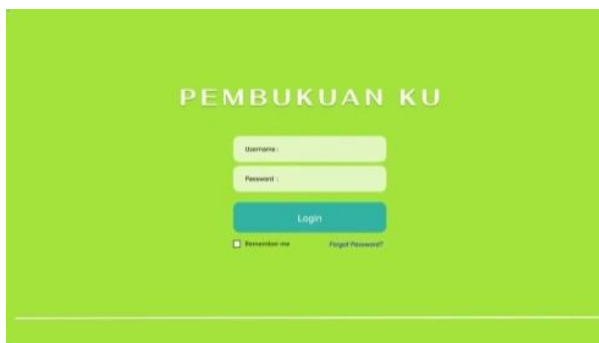 PEMBUKUAN KU
Username :
Password :
Login
Remember me Forgot Password?